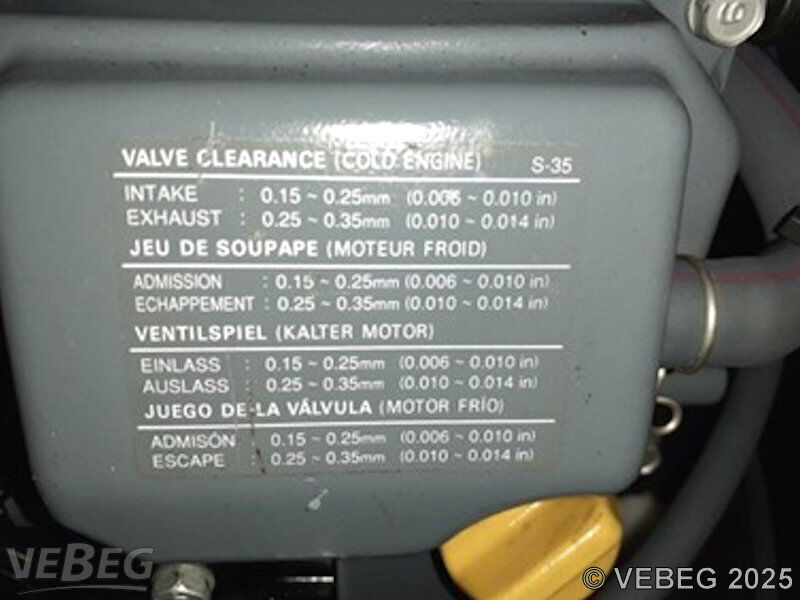 16
VALVE CLEARANCE (COLD ENGINE) S-35
INTAKE : 0.15 ~ 0.25mm (0.006 ~ 0.010 in)
EXHAUST : 0.25 ~ 0.35mm (0.010 ~ 0.014 in)
JEU DE SOUPAPE (MOTEUR FROID)
ADMISSION : 0.15 ~ 0.25mm (0.006 ~ 0.010 in)
ECHAPPEMENT : 0.25 ~ 0.35mm (0.010 ~ 0.014 in)
VENTILSPIEL (KALTER MOTOR)
EINLASS : 0.15 ~ 0.25mm (0.006 ~ 0.010 in)
AUSLASS : 0.25 ~ 0.35mm (0.010 ~ 0.014 in)
JUEGO DE LA VÁLVULA (MOTOR FRÍO)
ADMISÓN : 0.15 ~ 0.25mm (0.006 ~ 0.010 in)
ESCAPE : 0.25 ~ 0.35mm (0.010 ~ 0.014 in)
VEBEG
© VEBEG 2025